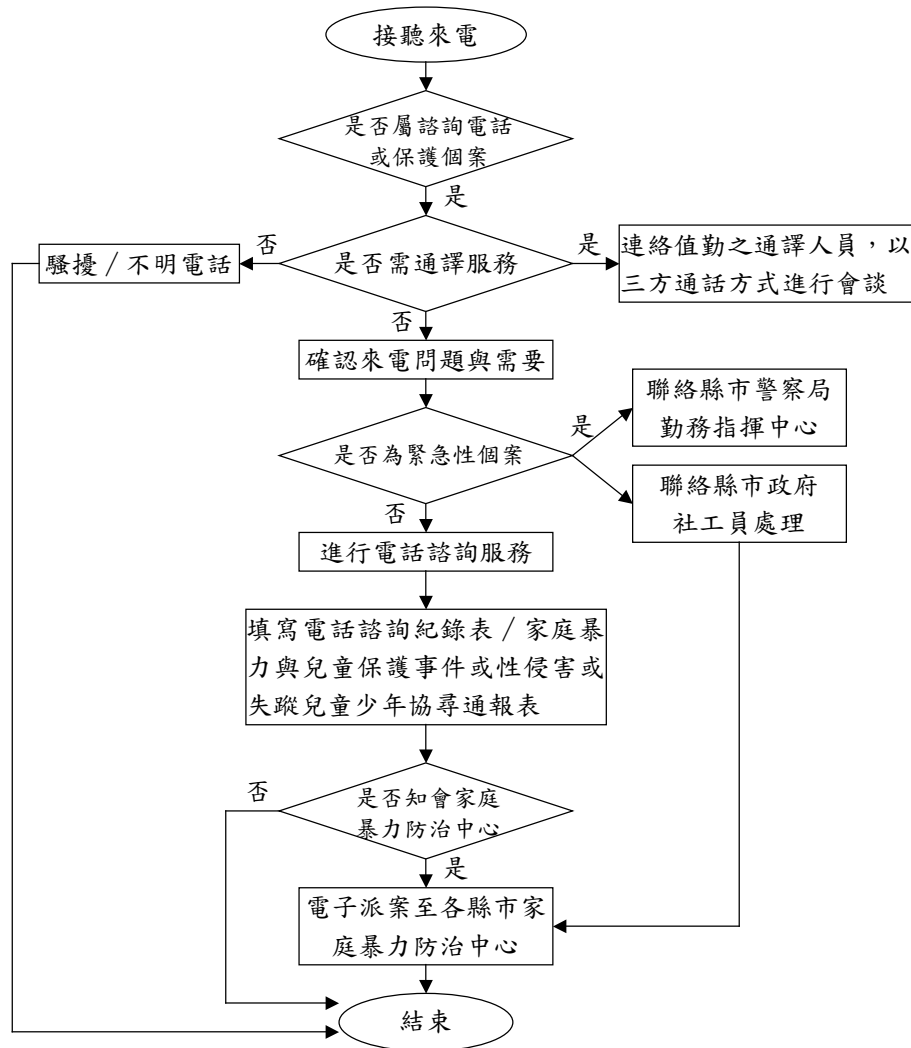 接聽來電
是否屬諮詢電話
或保護個案
是
否
騷擾／不明電話
是否需通譯服務
是
連絡值勤之通譯人員，以
三方通話方式進行會談
否
確認來電問題與需要
是否為緊急性個案
是
聯絡縣市警察局
勤務指揮中心
聯絡縣市政府
社工員處理
否
進行電話諮詢服務
填寫電話諮詢紀錄表／家庭暴
力與兒童保護事件或性侵害或
失蹤兒童少年協尋通報表
否
是否知會家庭
暴力防治中心
是
電子派案至各縣市家
庭暴力防治中心
結束